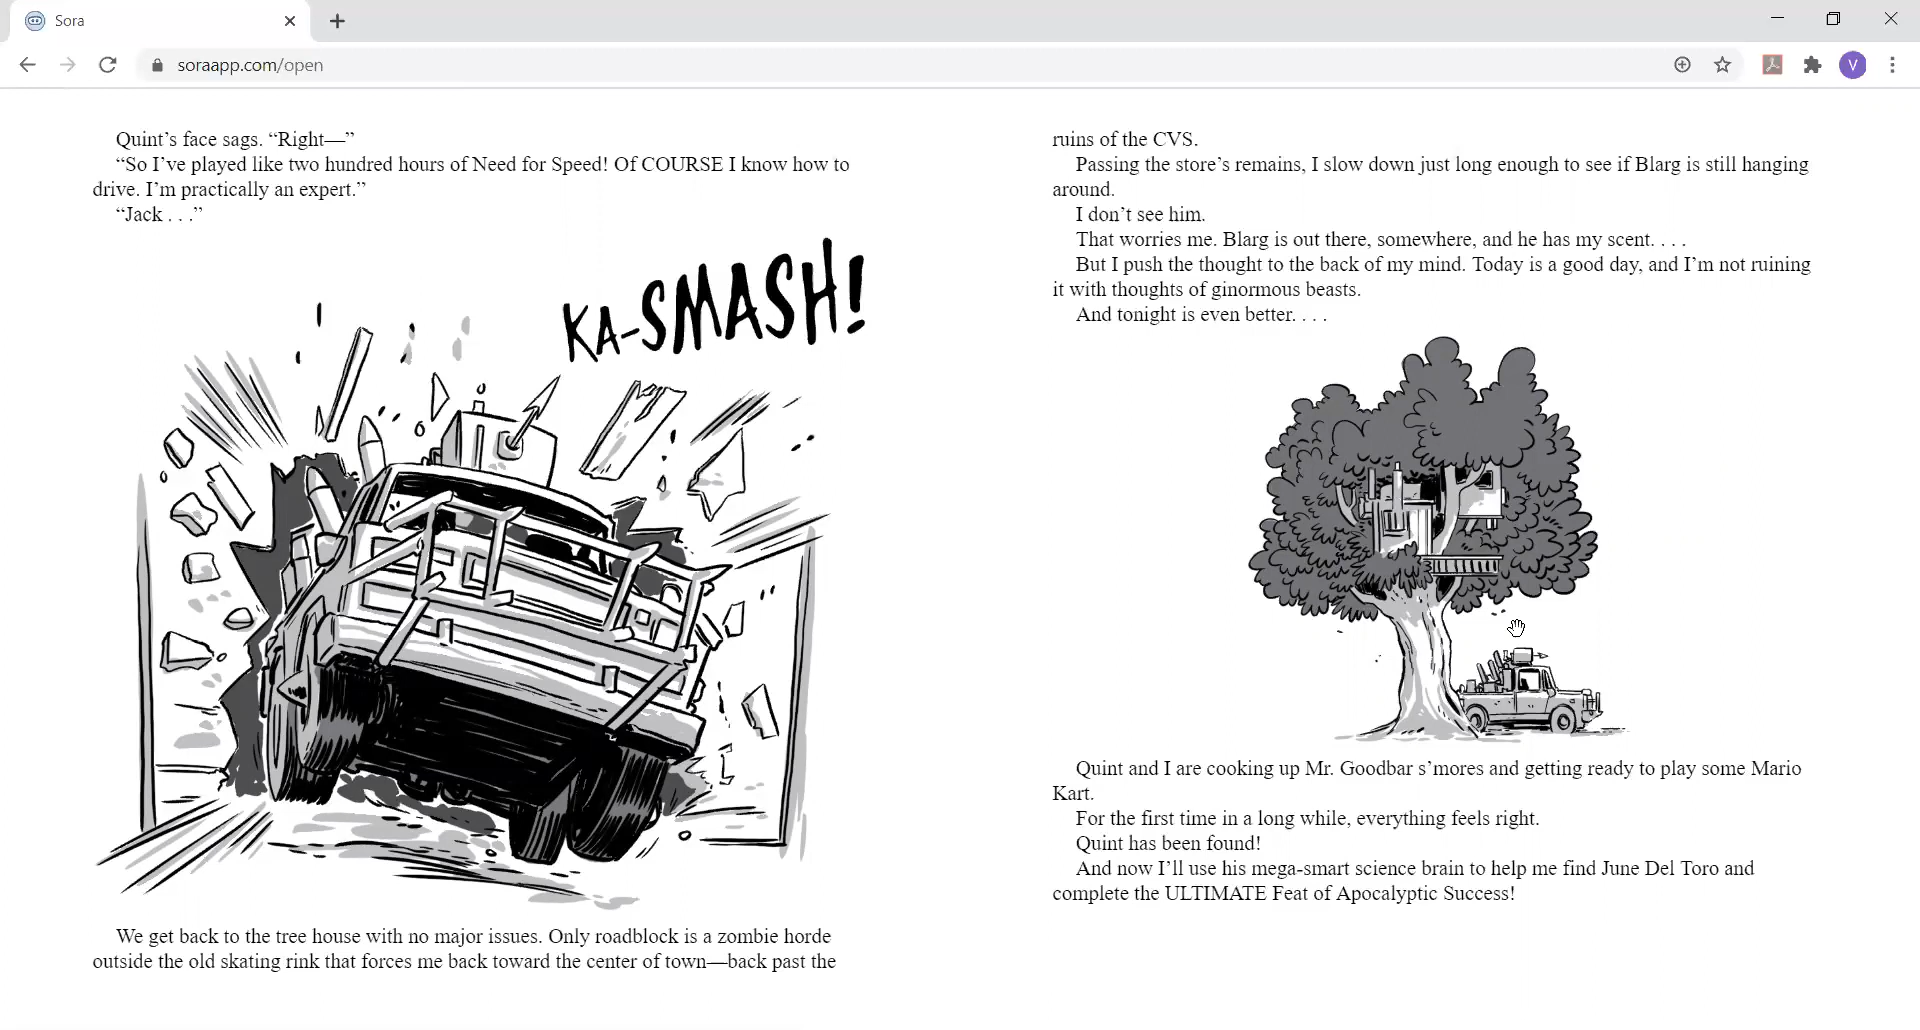 Sora
soraapp.com/open
V
Quint’s face sags. “Right—”
“So I’ve played like two hundred hours of Need for Speed! Of COURSE I know how to
drive. I’m practically an expert.”
“Jack . . .”
KA-SMASH!
We get back to the tree house with no major issues. Only roadblock is a zombie horde
outside the old skating rink that forces me back toward the center of town—back past the
ruins of the CVS.
Passing the store’s remains, I slow down just long enough to see if Blarg is still hanging
around.
I don’t see him.
That worries me. Blarg is out there, somewhere, and he has my scent. . . .
But I push the thought to the back of my mind. Today is a good day, and I’m not ruining
it with thoughts of ginormous beasts.
And tonight is even better. . . .
Quint and I are cooking up Mr. Goodbar s’mores and getting ready to play some Mario
Kart.
For the first time in a long while, everything feels right.
Quint has been found!
And now I’ll use his mega-smart science brain to help me find June Del Toro and
complete the ULTIMATE Feat of Apocalyptic Success!